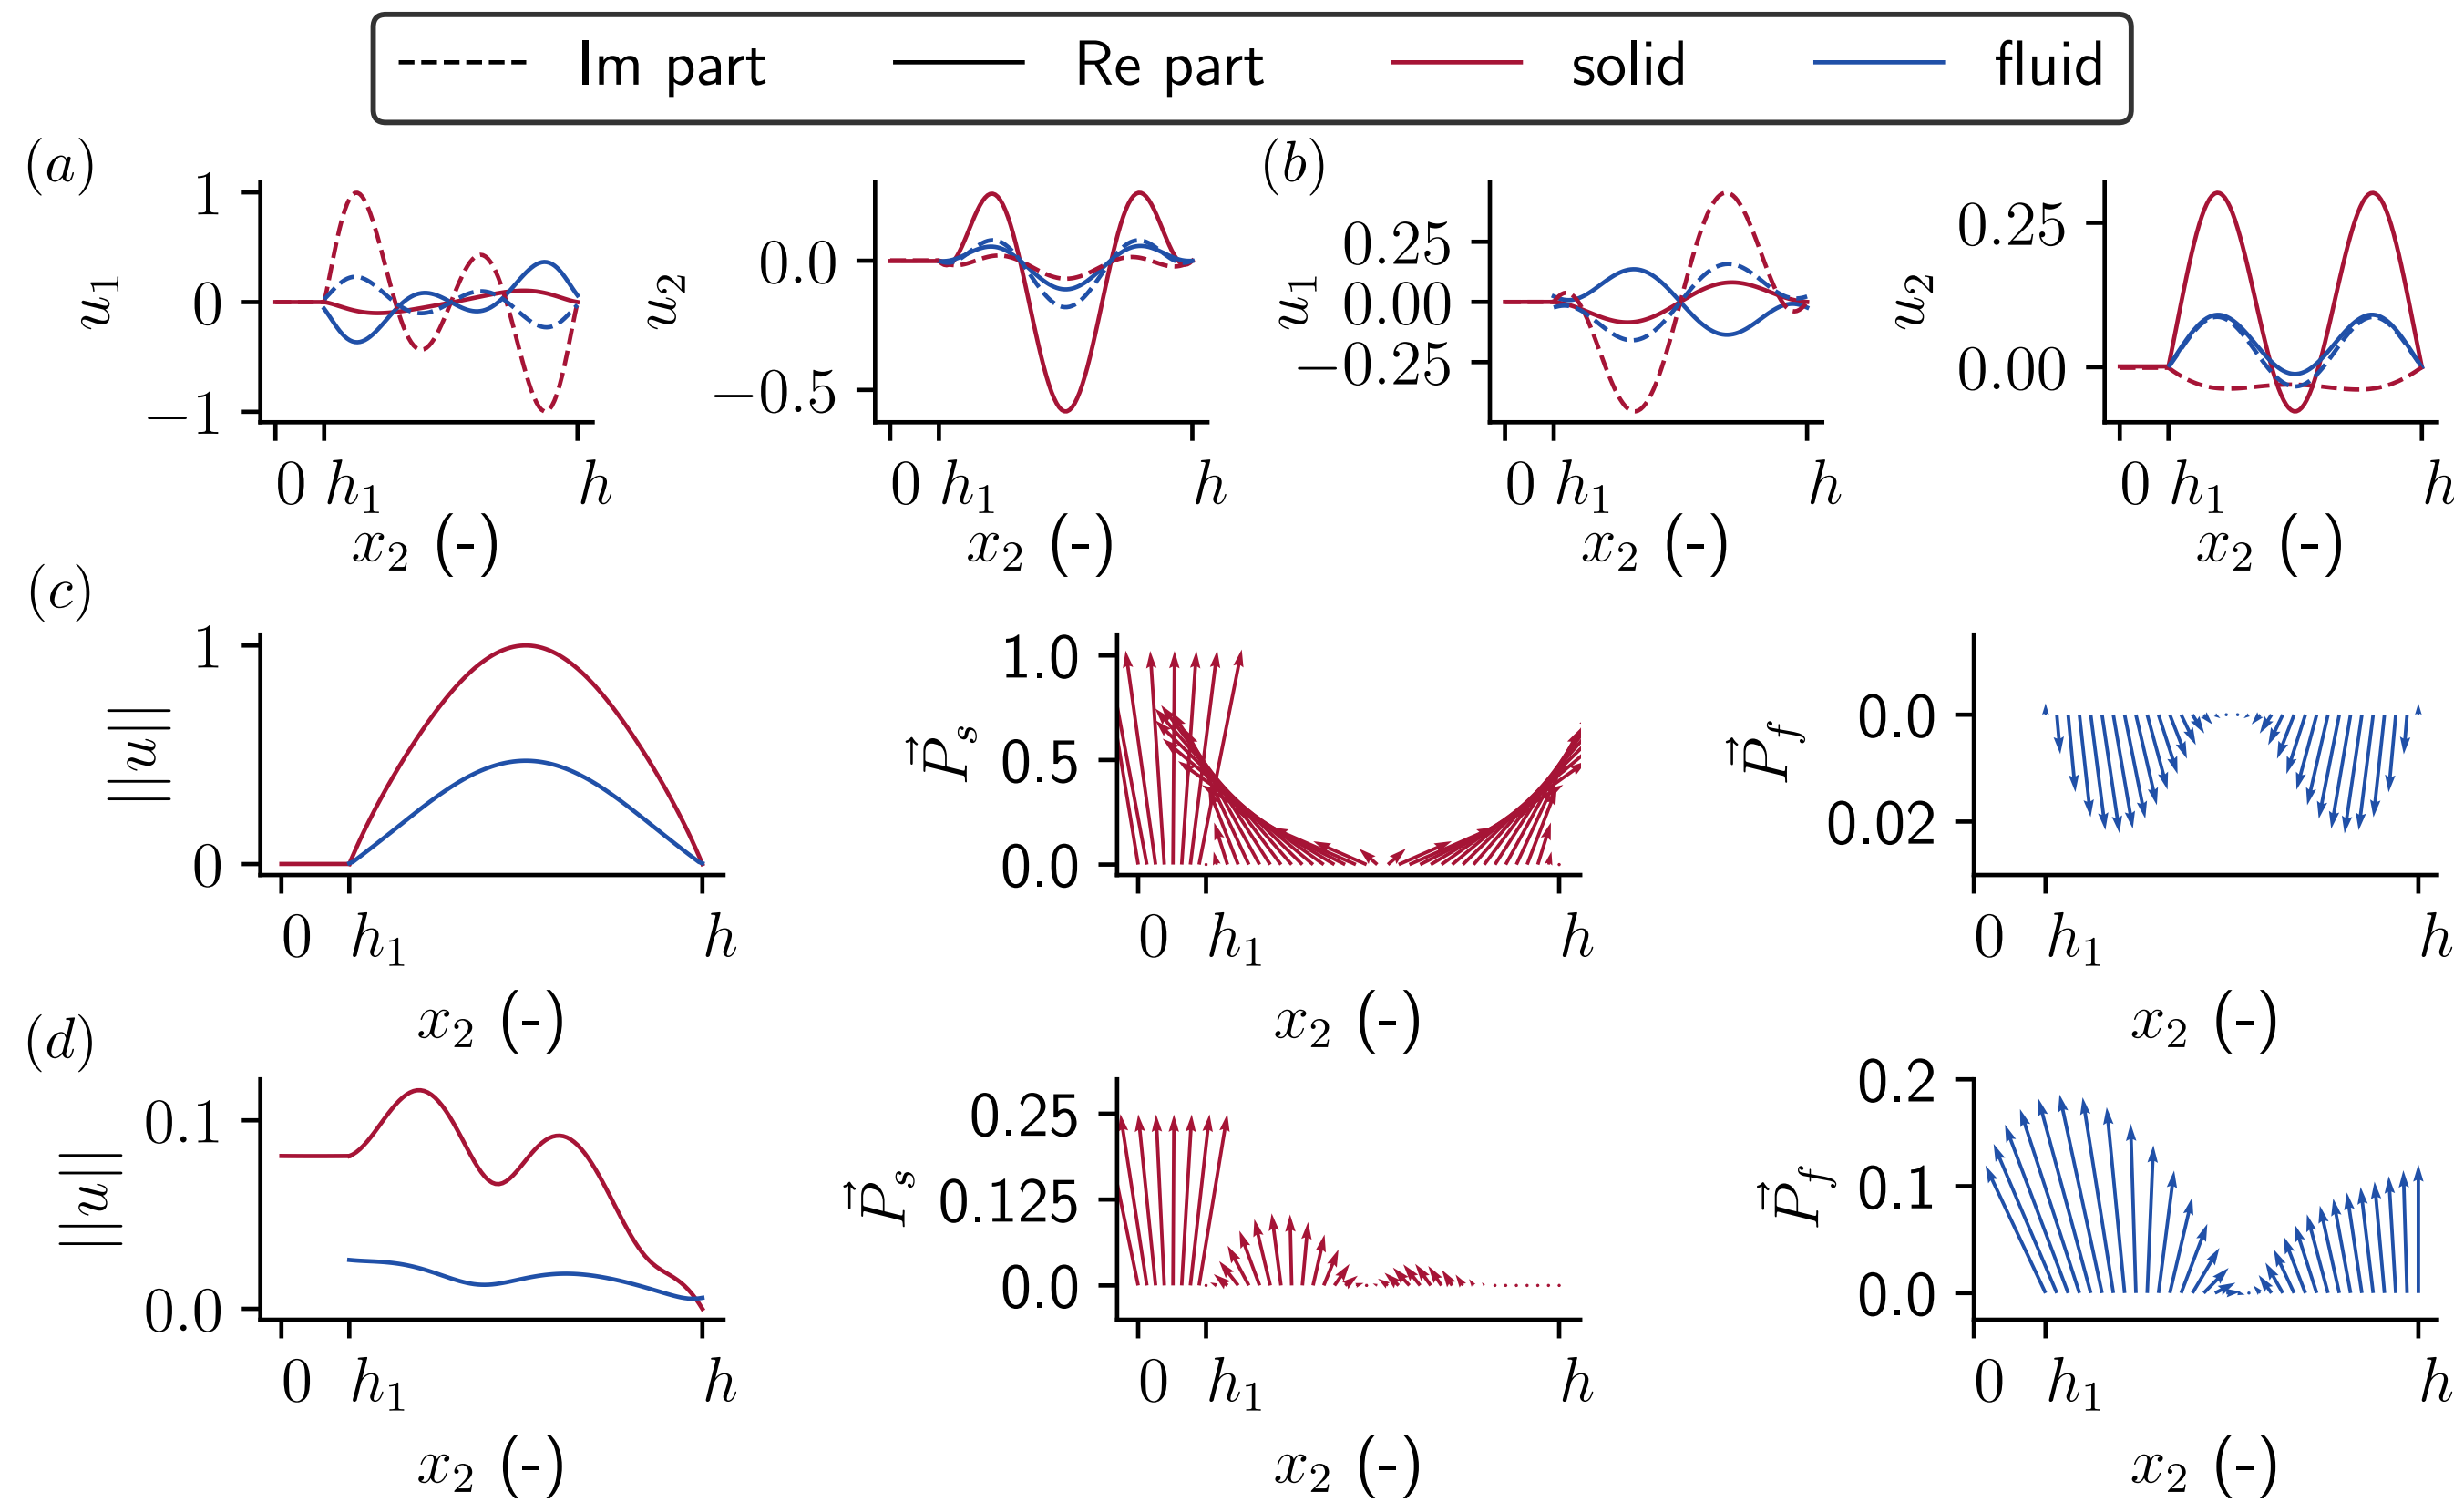 Im part Re part solid fluid
(a) (b)
u₁ 1 0 −1 0 h₁ h x₂ (-)
u₂ 0.0 −0.5 0 h₁ h x₂ (-)
u₁ 0.25 0.00 −0.25 0 h₁ h x₂ (-)
u₂ 0.25 0.00 0 h₁ h x₂ (-)
(c)
||u|| 1 0 0 h₁ h x₂ (-)
P⃗ₛ 1.0 0.5 0.0 0 h₁ h x₂ (-)
P⃗_f 0.0 0.02 0 h₁ h x₂ (-)
(d)
||u|| 0.1 0.0 0 h₁ h x₂ (-)
P⃗ₛ 0.25 0.125 0.0 0 h₁ h x₂ (-)
P⃗_f 0.2 0.1 0.0 0 h₁ h x₂ (-)